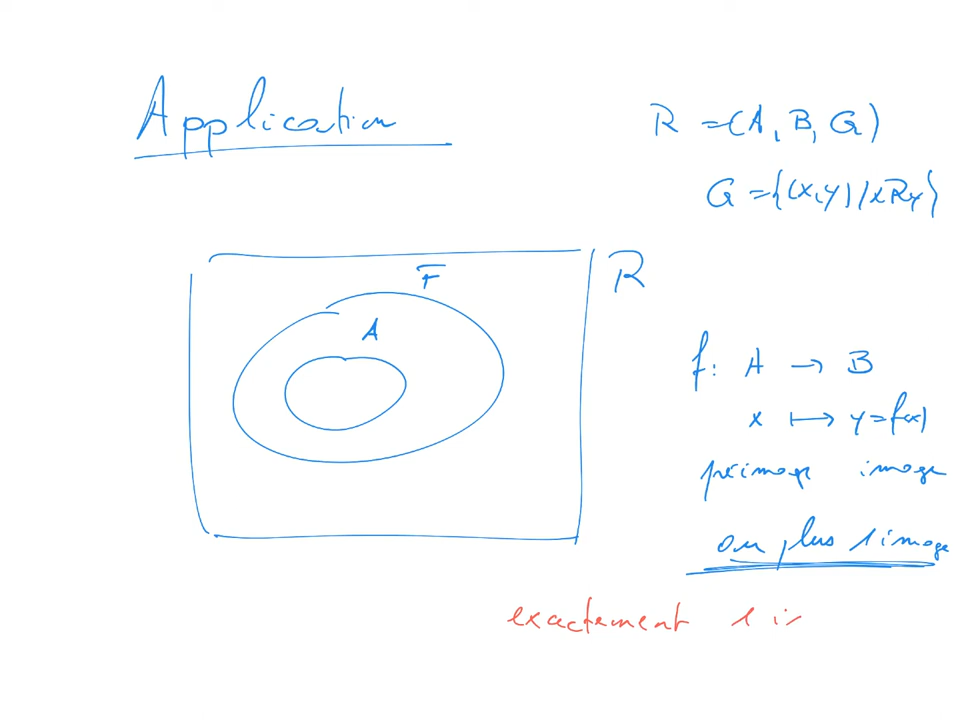 Application
R = (A, B, G)
G = {(x,y) / xRy}
R
F
A
f: A → B
x ↦ y = f(x)
préimage image
au plus 1 image
exactement 1 i